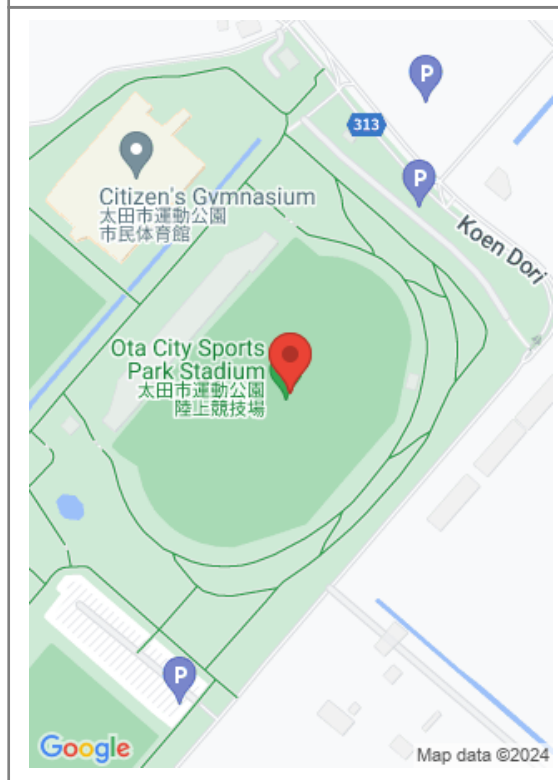 P
313
P
Citizen's Gymnasium
太田市運動公園
市民体育館
Koen Dori
Ota City Sports
Park Stadium
太田市運動公園
陸上競技場
P
Google
Map data ©2024